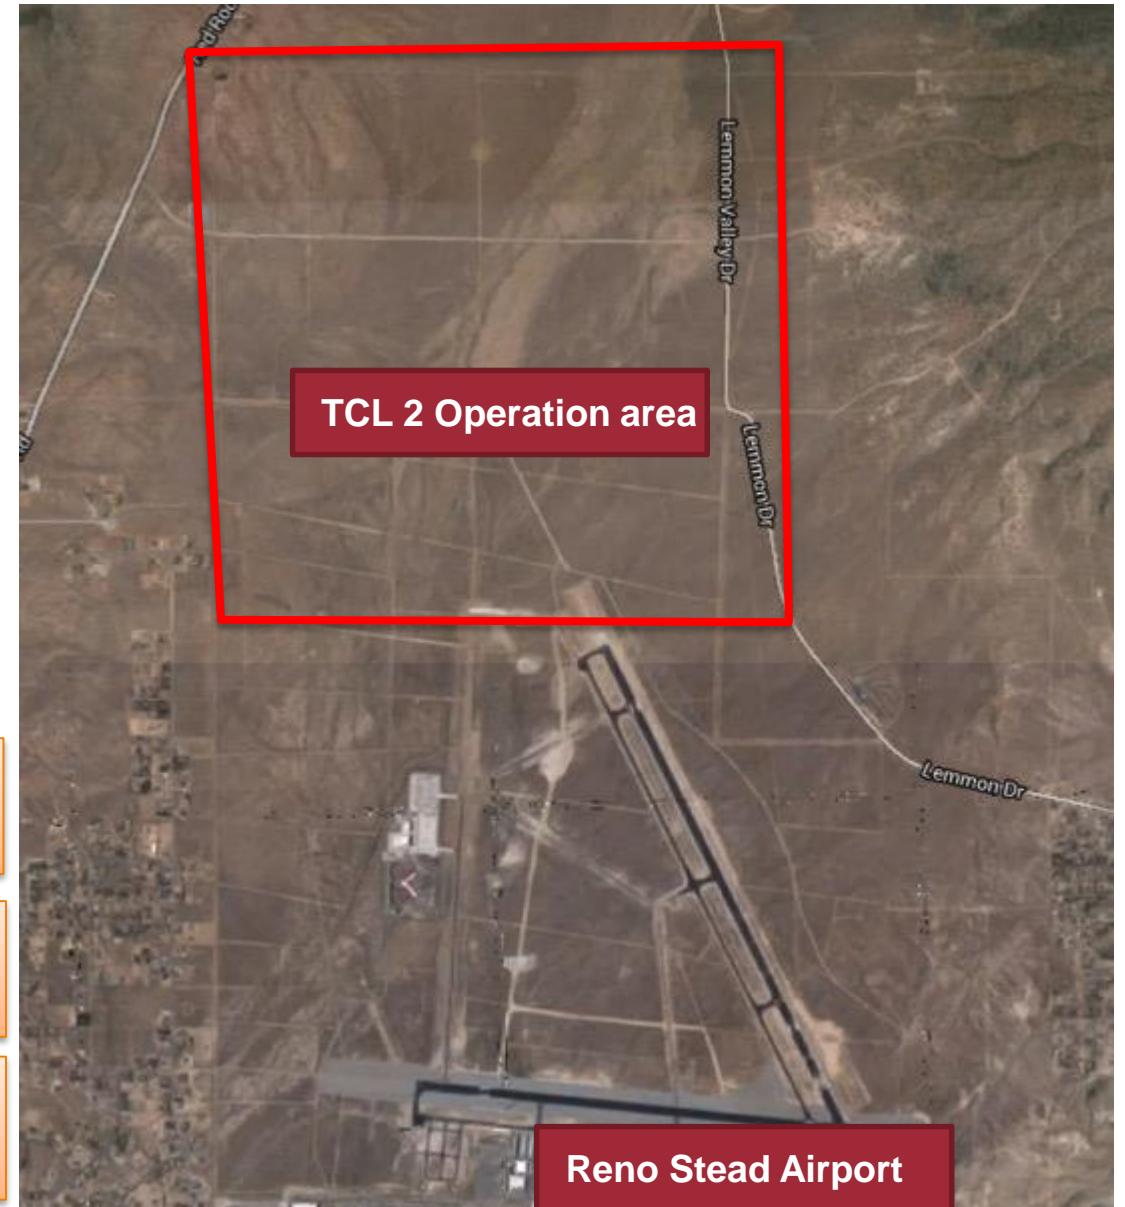 Lemmon Valley Dr
TCL 2 Operation area
Lemmon Dr
Lemmon Dr
Reno Stead Airport